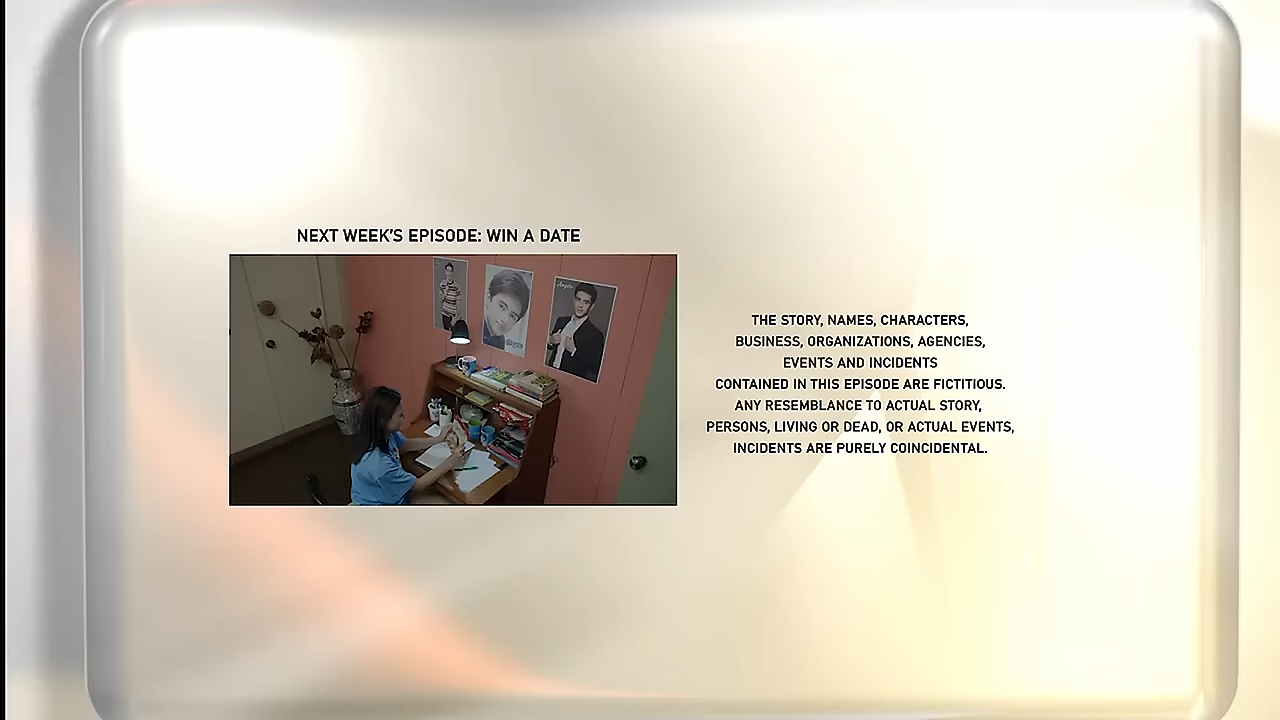 NEXT WEEK'S EPISODE: WIN A DATE
Angelo
THE STORY, NAMES, CHARACTERS,
BUSINESS, ORGANIZATIONS, AGENCIES,
EVENTS AND INCIDENTS
CONTAINED IN THIS EPISODE ARE FICTITIOUS.
ANY RESEMBLANCE TO ACTUAL STORY,
PERSONS, LIVING OR DEAD, OR ACTUAL EVENTS,
INCIDENTS ARE PURELY COINCIDENTAL.